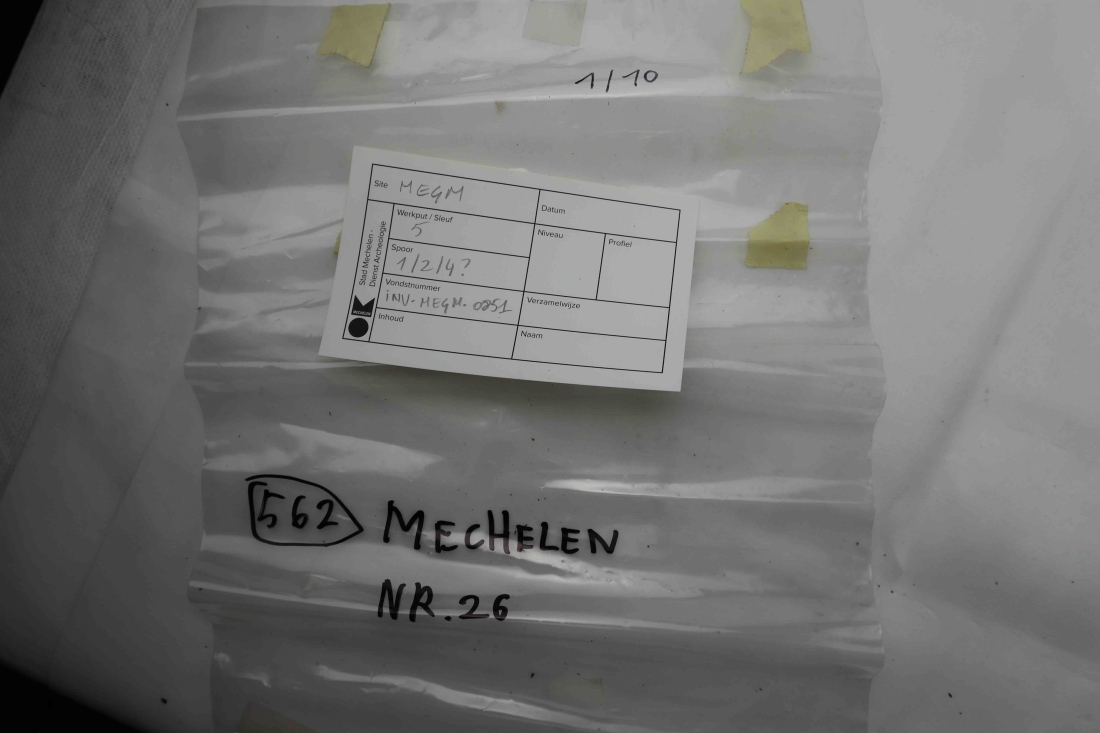 1/10
Site MEGM
Datum
Werkput / Sleuf
5
Niveau
Profiel
Spoor
1/2/4?
Vondstnummer
INV-MEGM-0251
Verzamelwijze
Inhoud
Naam
Stad Mechelen -
Dienst Archeologie
MECHELEN
562 MECHELEN
NR.26